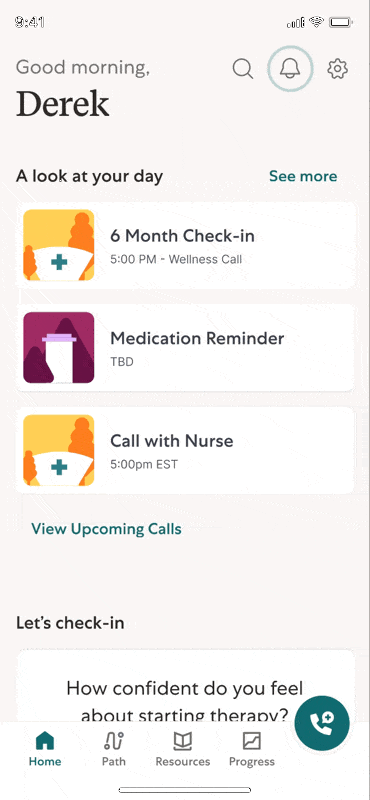 9:41
Good morning,
Derek
A look at your day
See more
6 Month Check-in
5:00 PM - Wellness Call
Medication Reminder
TBD
Call with Nurse
5:00pm EST
View Upcoming Calls
Let's check-in
How confident do you feel
about starting therapy?
Home
Path
Resources
Progress